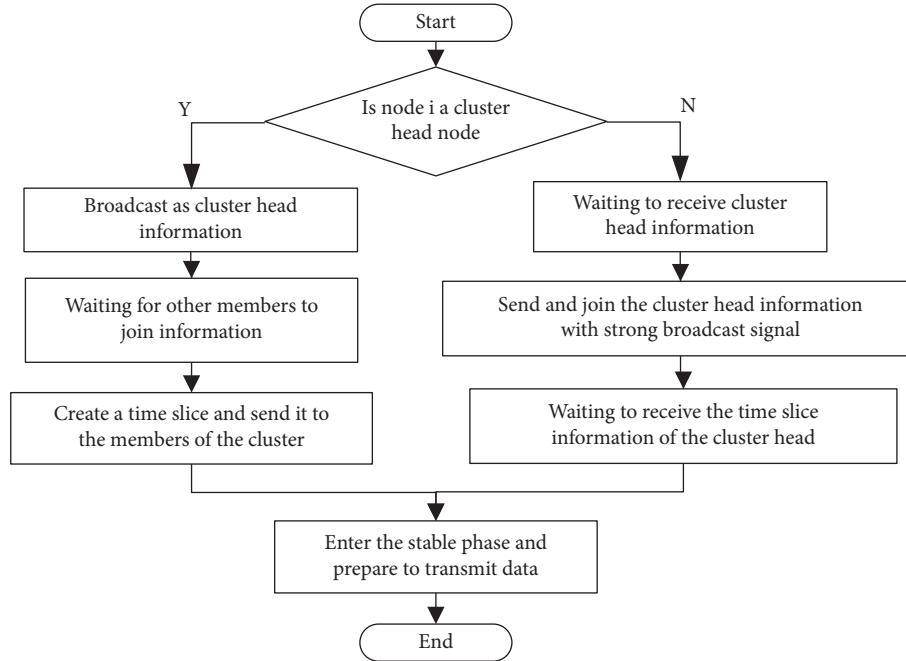 Start
Is node i a cluster
head node
Y
N
Broadcast as cluster head
information
Waiting to receive cluster
head information
Waiting for other members to
join information
Send and join the cluster head information
with strong broadcast signal
Create a time slice and send it to
the members of the cluster
Waiting to receive the time slice
information of the cluster head
Enter the stable phase and
prepare to transmit data
End